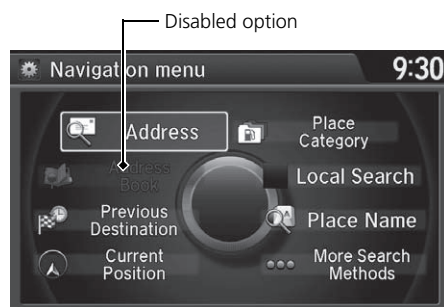 Disabled option
Navigation menu
9:30
Address
Place
Category
Address
Book
Local Search
Previous
Destination
Place Name
Current
Position
More Search
Methods